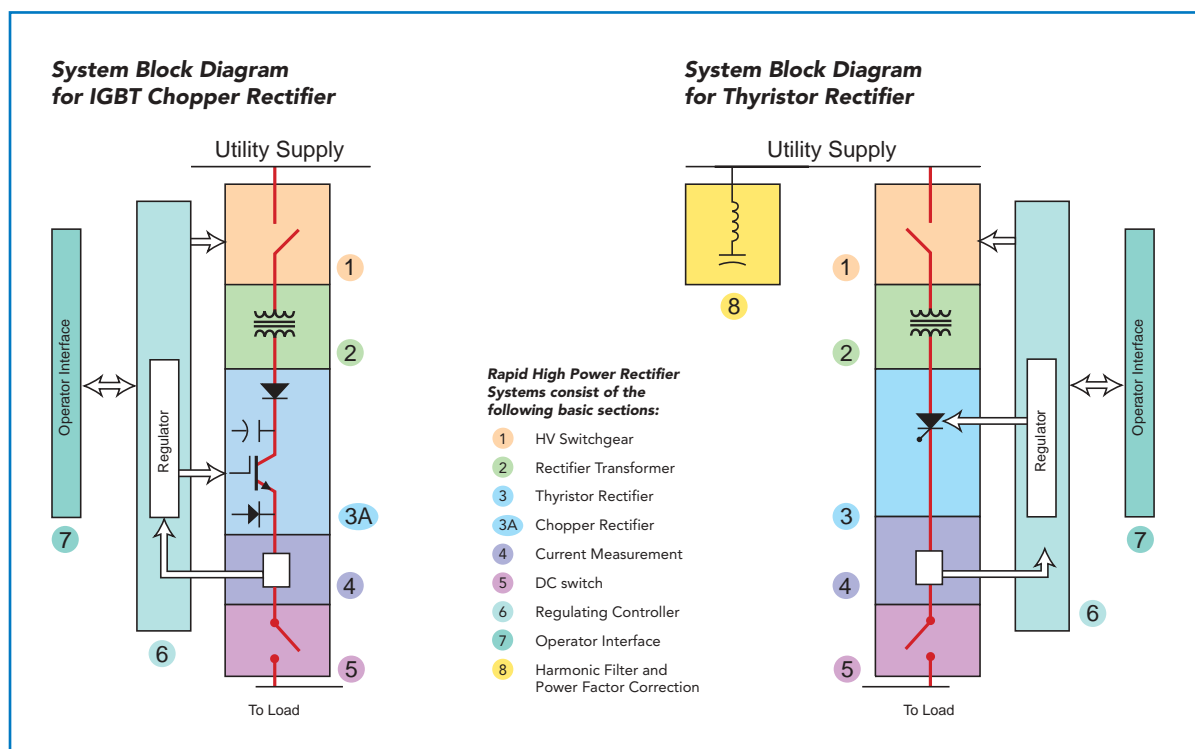 System Block Diagram
for IGBT Chopper Rectifier
Utility Supply
1
2
3A
4
5
6
7
Operator Interface
Regulator
To Load
Rapid High Power Rectifier
Systems consist of the
following basic sections:
1 HV Switchgear
2 Rectifier Transformer
3 Thyristor Rectifier
3A Chopper Rectifier
4 Current Measurement
5 DC switch
6 Regulating Controller
7 Operator Interface
8 Harmonic Filter and
Power Factor Correction
System Block Diagram
for Thyristor Rectifier
Utility Supply
8
1
2
3
4
5
6
7
Regulator
Operator Interface
To Load